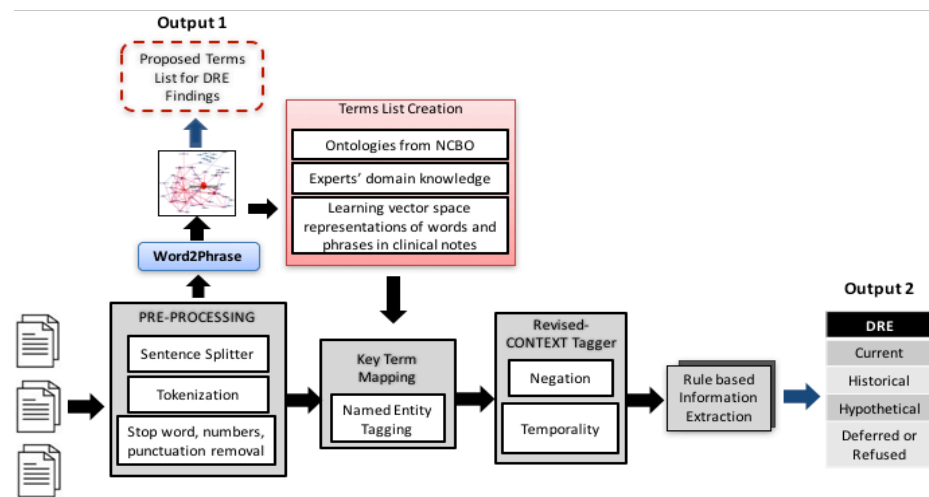 Output 1
Proposed Terms
List for DRE
Findings
Terms List Creation
Ontologies from NCBO
Experts' domain knowledge
Learning vector space
representations of words and
phrases in clinical notes
Word2Phrase
PRE-PROCESSING
Sentence Splitter
Tokenization
Stop word, numbers,
punctuation removal
Key Term
Mapping
Named Entity
Tagging
Revised-
CONTEXT Tagger
Negation
Temporality
Rule based
Information
Extraction
Output 2
DRE
Current
Historical
Hypothetical
Deferred or
Refused